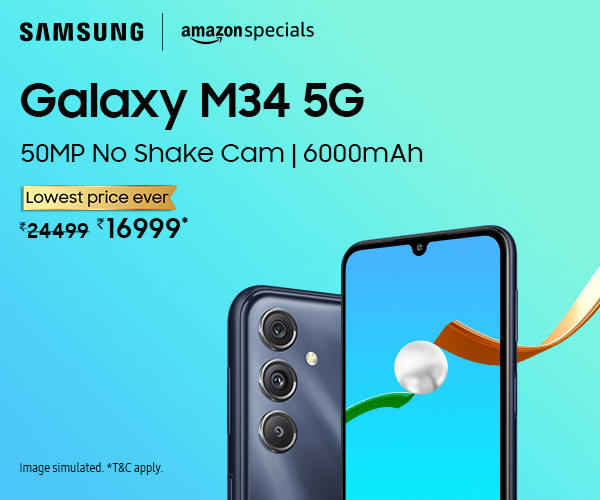 SAMSUNG | amazonspecials
Galaxy M34 5G
50MP No Shake Cam | 6000mAh
Lowest price ever
₹24499 ₹16999*
Image simulated. *T&C apply.